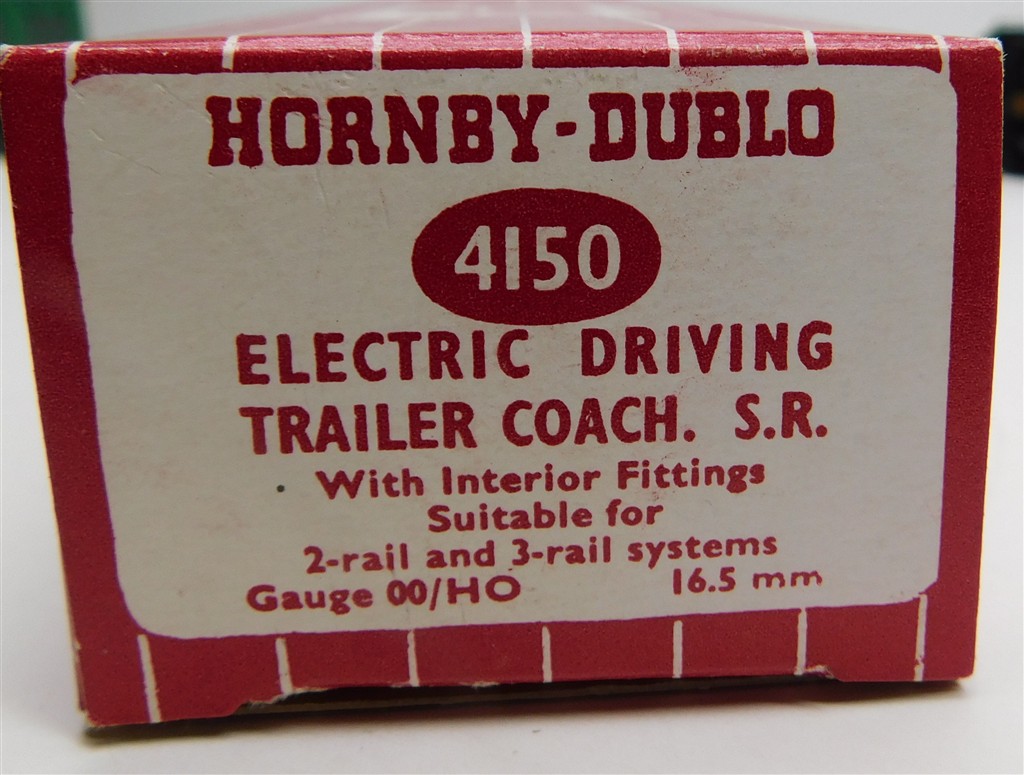 HORNBY-DUBLO
4150
ELECTRIC DRIVING
TRAILER COACH. S.R.
With Interior Fittings
Suitable for
2-rail and 3-rail systems
Gauge 00/HO 16.5 mm